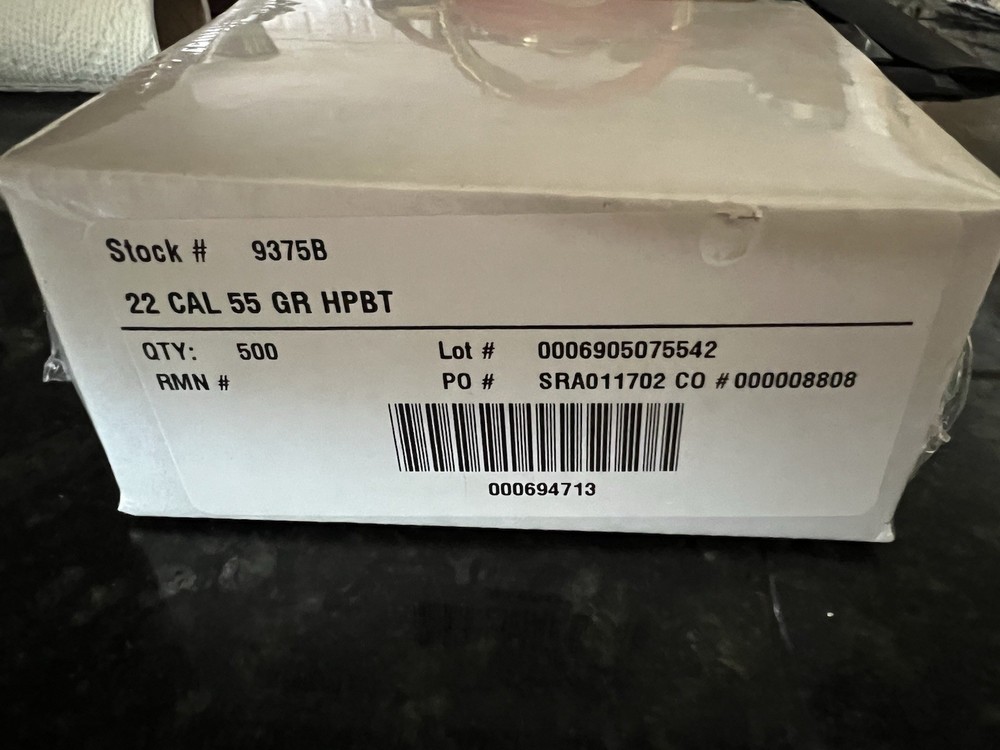 Stock # 9375B
22 CAL 55 GR HPBT
QTY: 500 Lot # 0006905075542
RMN # PO # SRA011702 CO # 000008808
000694713